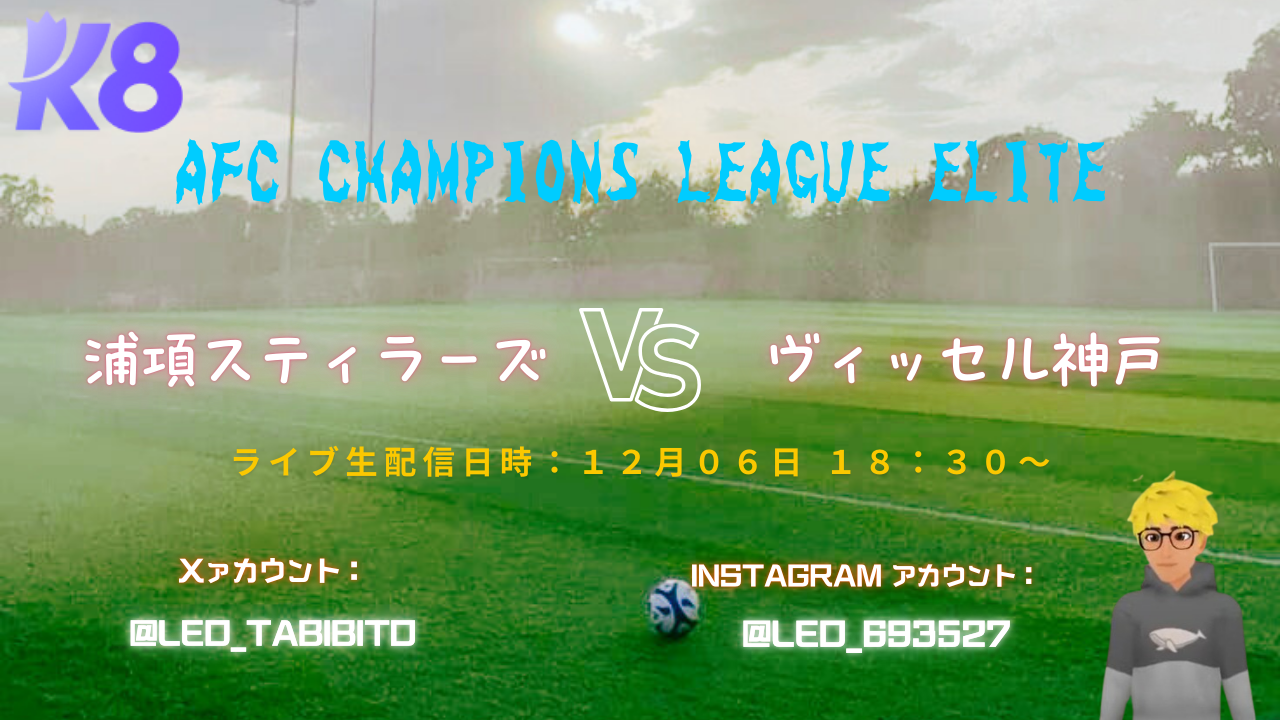 K8
AFC CHAMPIONS LEAGUE ELITE
浦項スティラーズ VS ヴィッセル神戸
ライブ生配信日時：１２月０６日 １８：３０～
Xァカウント：
@LEO_TABIBITO
INSTAGRAM アカウント：
@LEO_693527